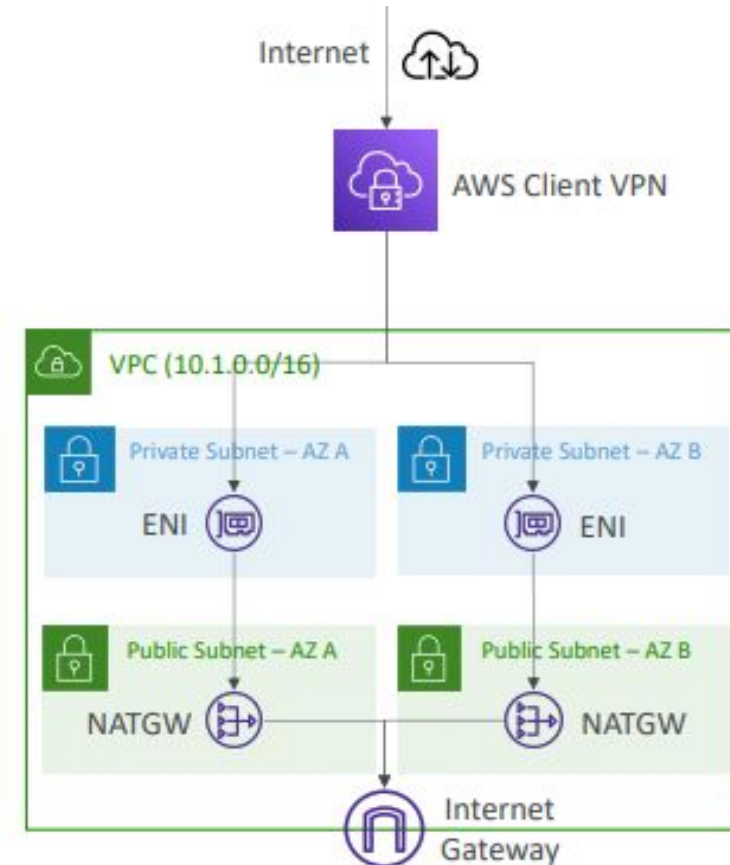 Internet
AWS Client VPN
VPC (10.1.0.0/16)
Private Subnet – AZ A
Private Subnet – AZ B
ENI
ENI
Public Subnet – AZ A
Public Subnet – AZ B
NATGW
NATGW
Internet
Gateway